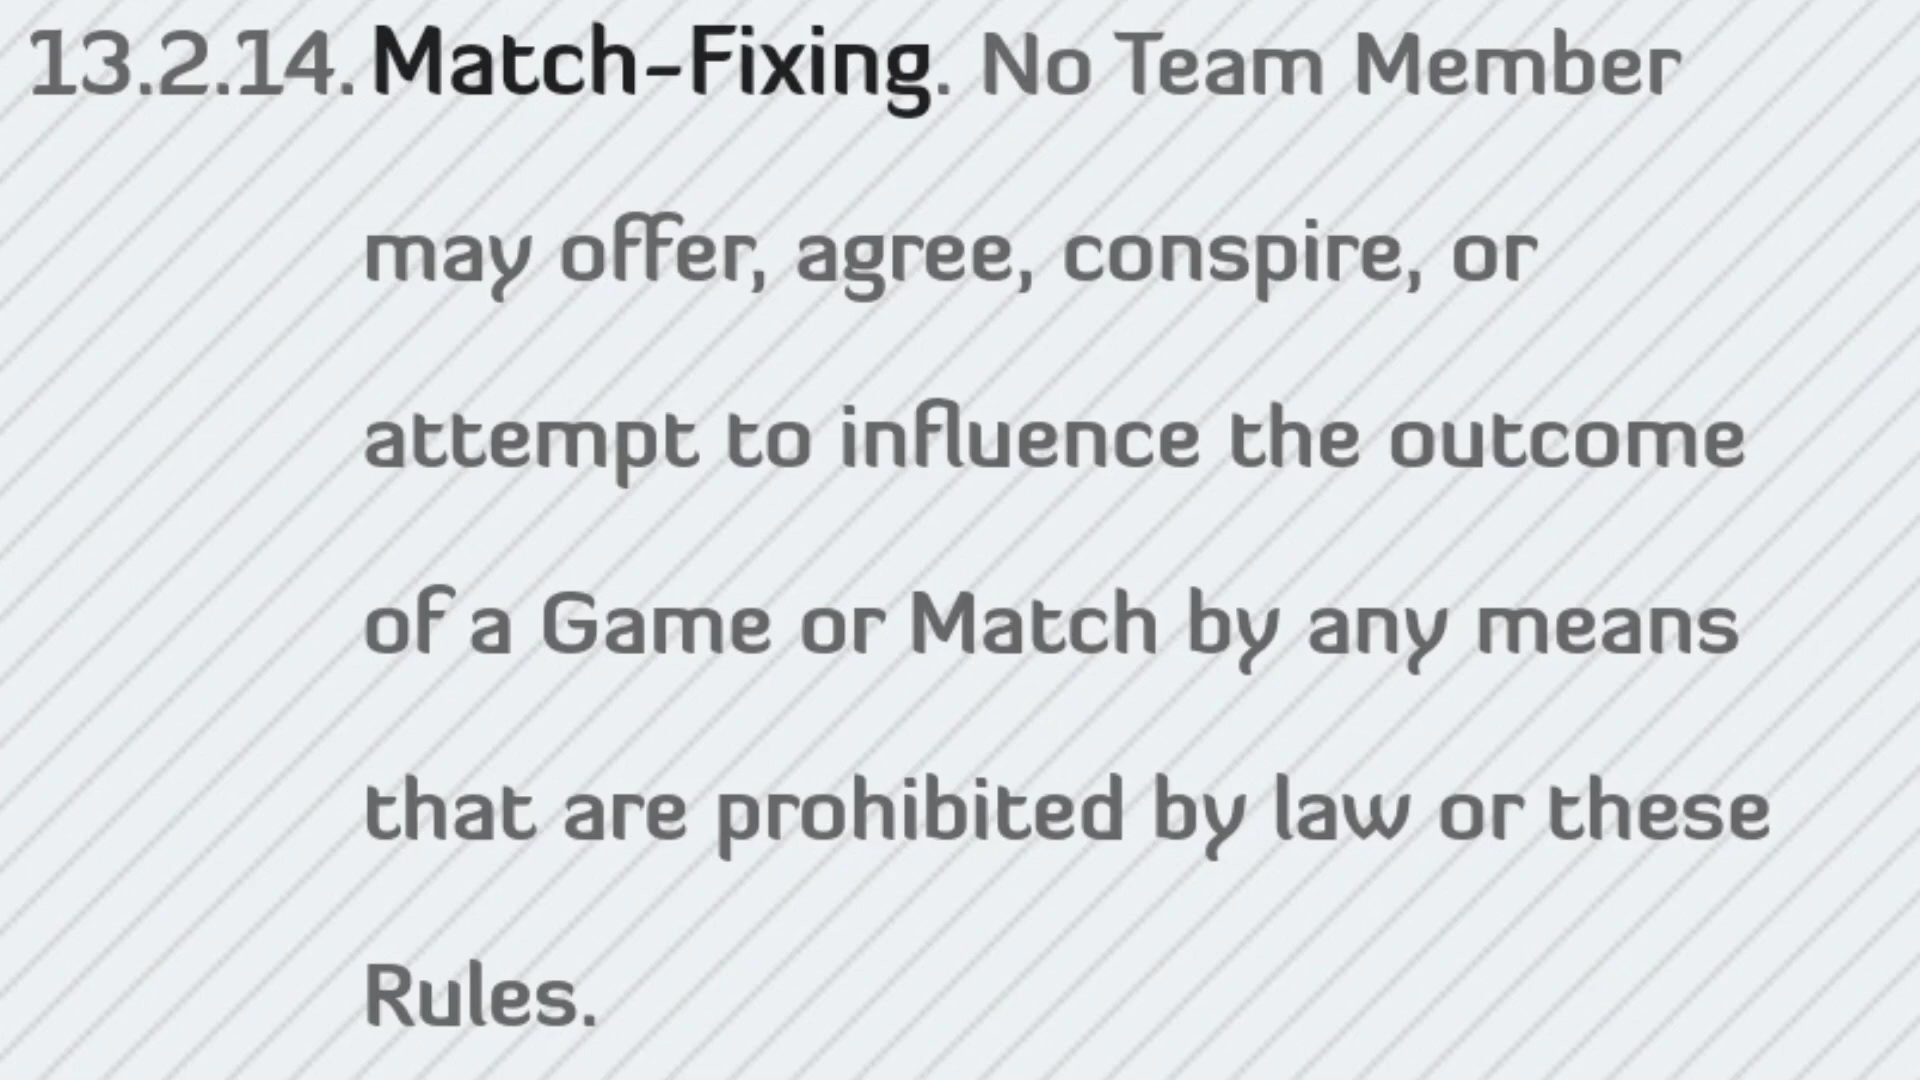 13.2.14. Match-Fixing. No Team Member
may offer, agree, conspire, or
attempt to influence the outcome
of a Game or Match by any means
that are prohibited by law or these
Rules.